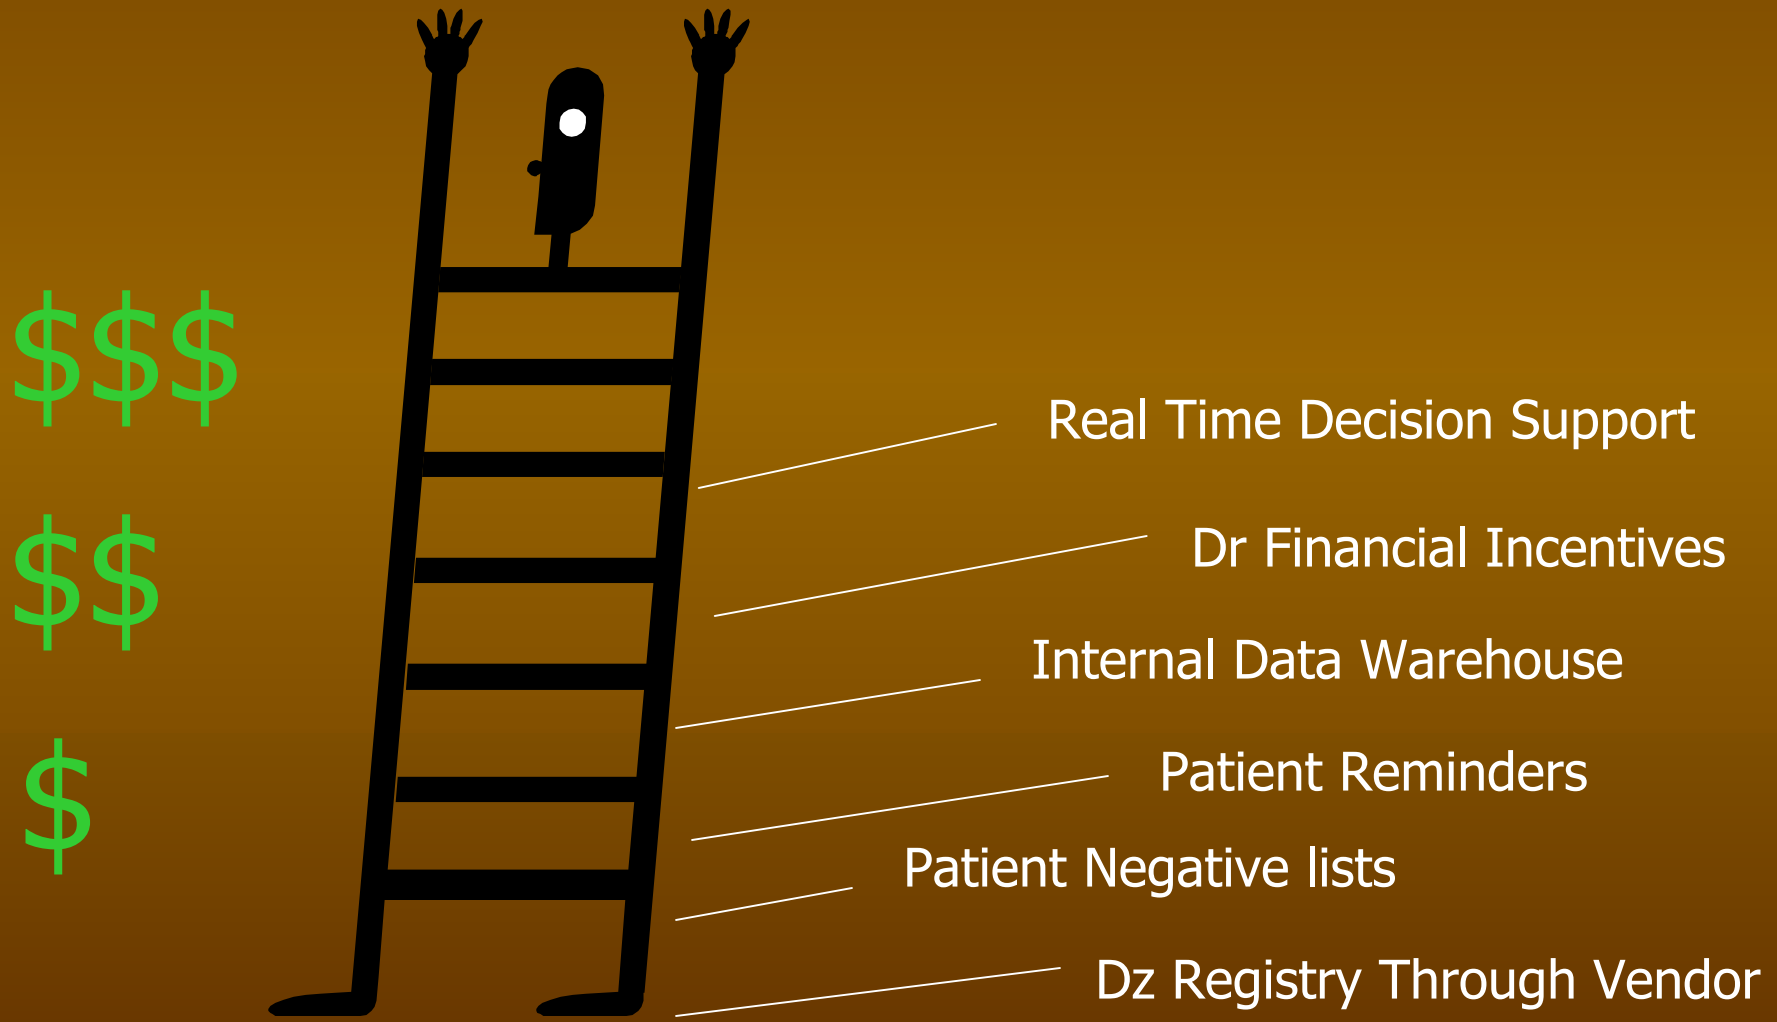 $$$
Real Time Decision Support
$$
Dr Financial Incentives
Internal Data Warehouse
$
Patient Reminders
Patient Negative lists
Dz Registry Through Vendor